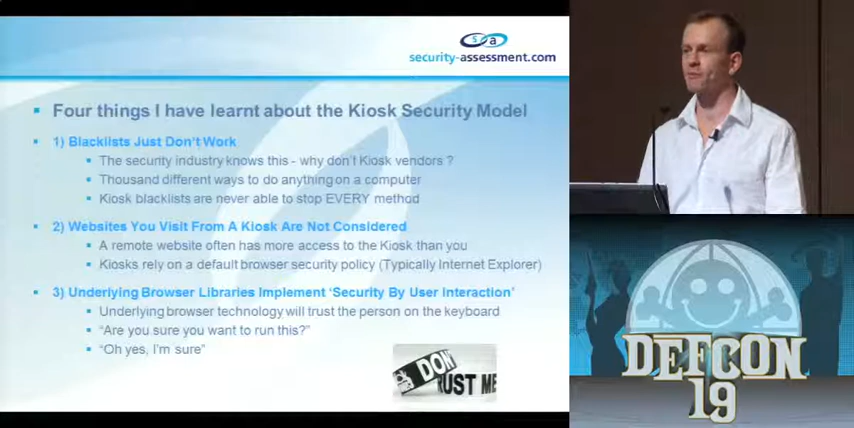 sa
security-assessment.com
Four things I have learnt about the Kiosk Security Model
1) Blacklists Just Don't Work
The security industry knows this - why don't Kiosk vendors ?
Thousand different ways to do anything on a computer
Kiosk blacklists are never able to stop EVERY method
2) Websites You Visit From A Kiosk Are Not Considered
A remote website often has more access to the Kiosk than you
Kiosks rely on a default browser security policy (Typically Internet Explorer)
3) Underlying Browser Libraries Implement 'Security By User Interaction'
Underlying browser technology will trust the person on the keyboard
"Are you sure you want to run this?"
"Oh yes, I'm sure"
DON
RUST ME
DEFCON
19